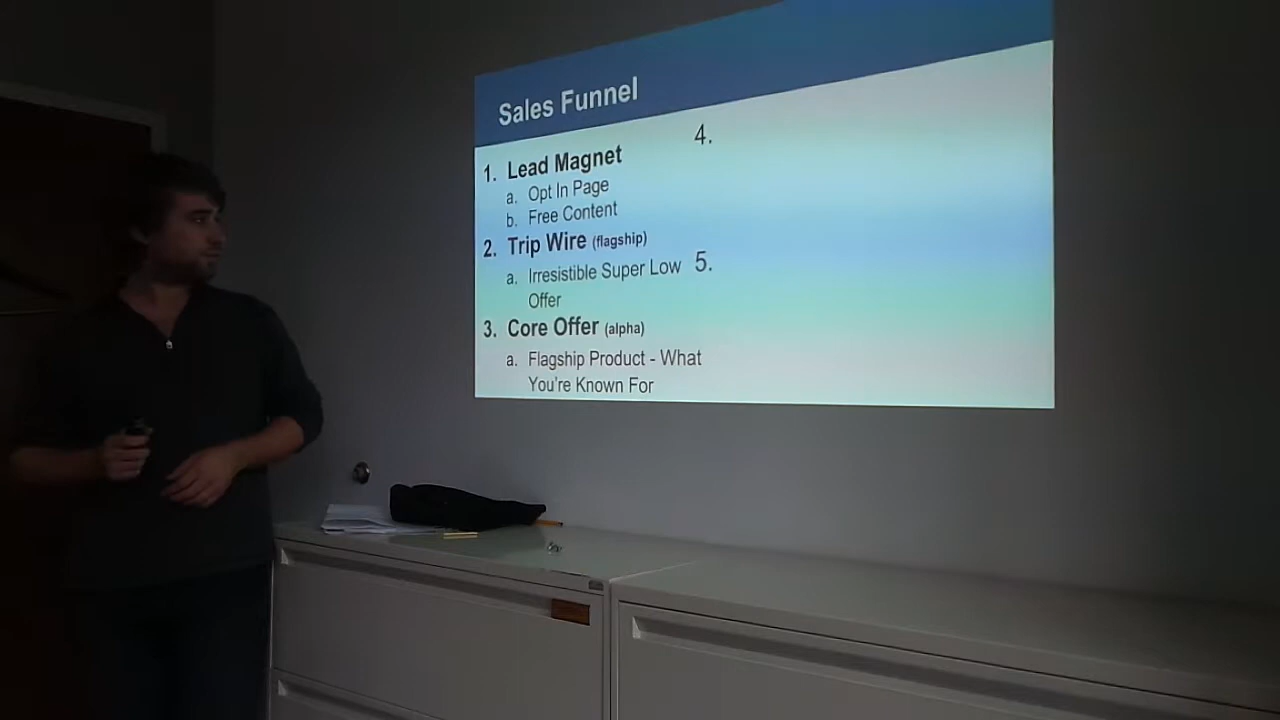 Sales Funnel
1. Lead Magnet
a. Opt In Page
b. Free Content
2. Trip Wire (flagship)
a. Irresistible Super Low
Offer
3. Core Offer (alpha)
a. Flagship Product - What
You're Known For
4.
5.